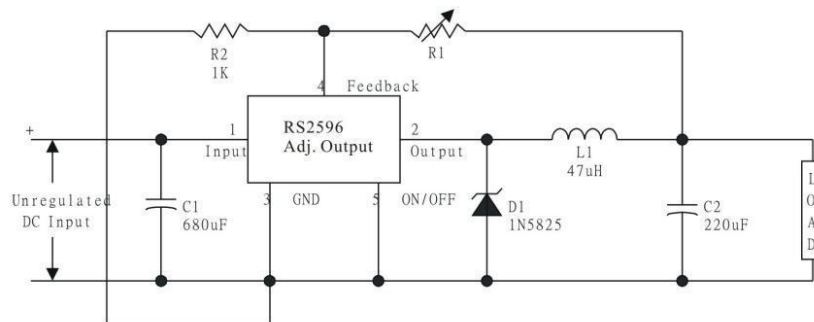 R2
1K
R1
4 Feedback
+
1
Input
RS2596
Adj. Output
2
Output
L1
47uH
Unregulated
DC Input
C1
680uF
3 GND
5 ON/OFF
D1
1N5825
C2
220uF
LOAD